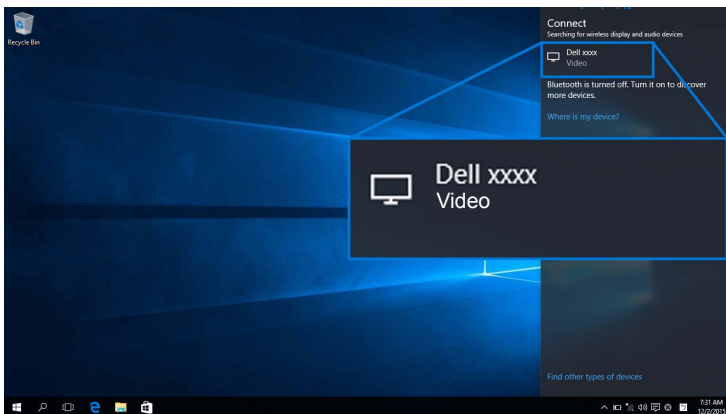 Recycle Bin
Connect
Searching for wireless display and audio devices
Dell xxxx
Video
Bluetooth is turned off. Turn it on to discover
more devices.
Where is my device?
Dell xxxx
Video
Find other types of devices
7:31 AM